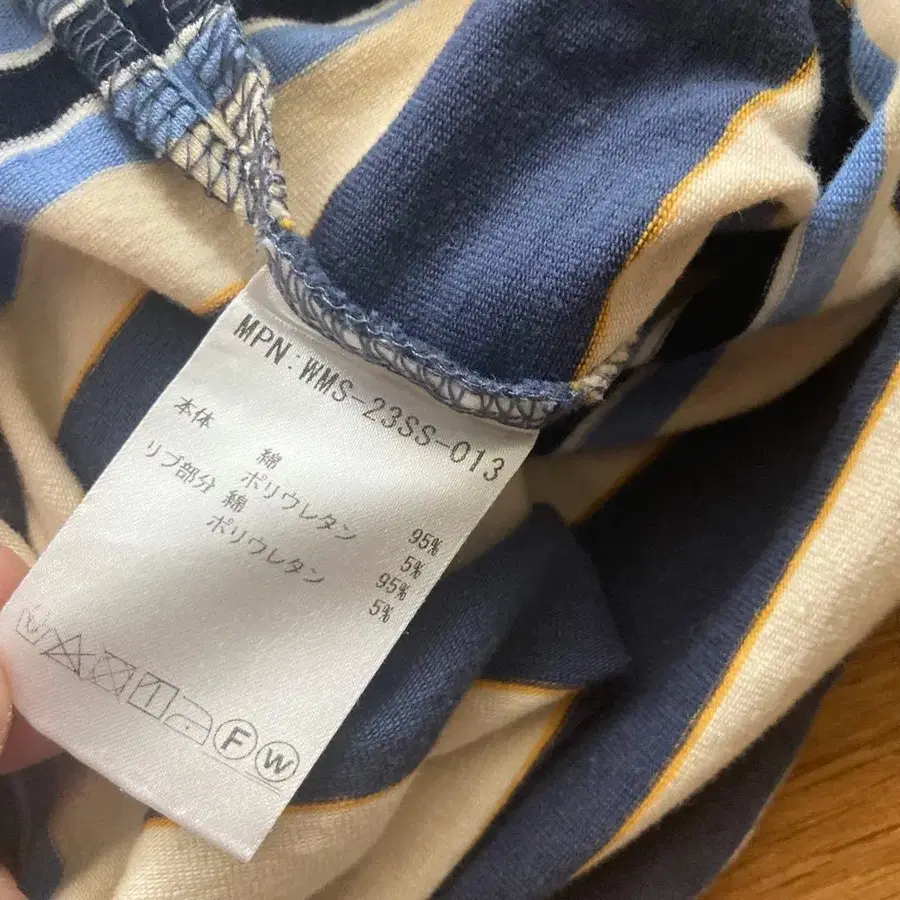 MPN:WMS-23SS-013
本体 綿 95%
ポリウレタン 5%
リブ部分 綿 95%
ポリウレタン 5%
F W